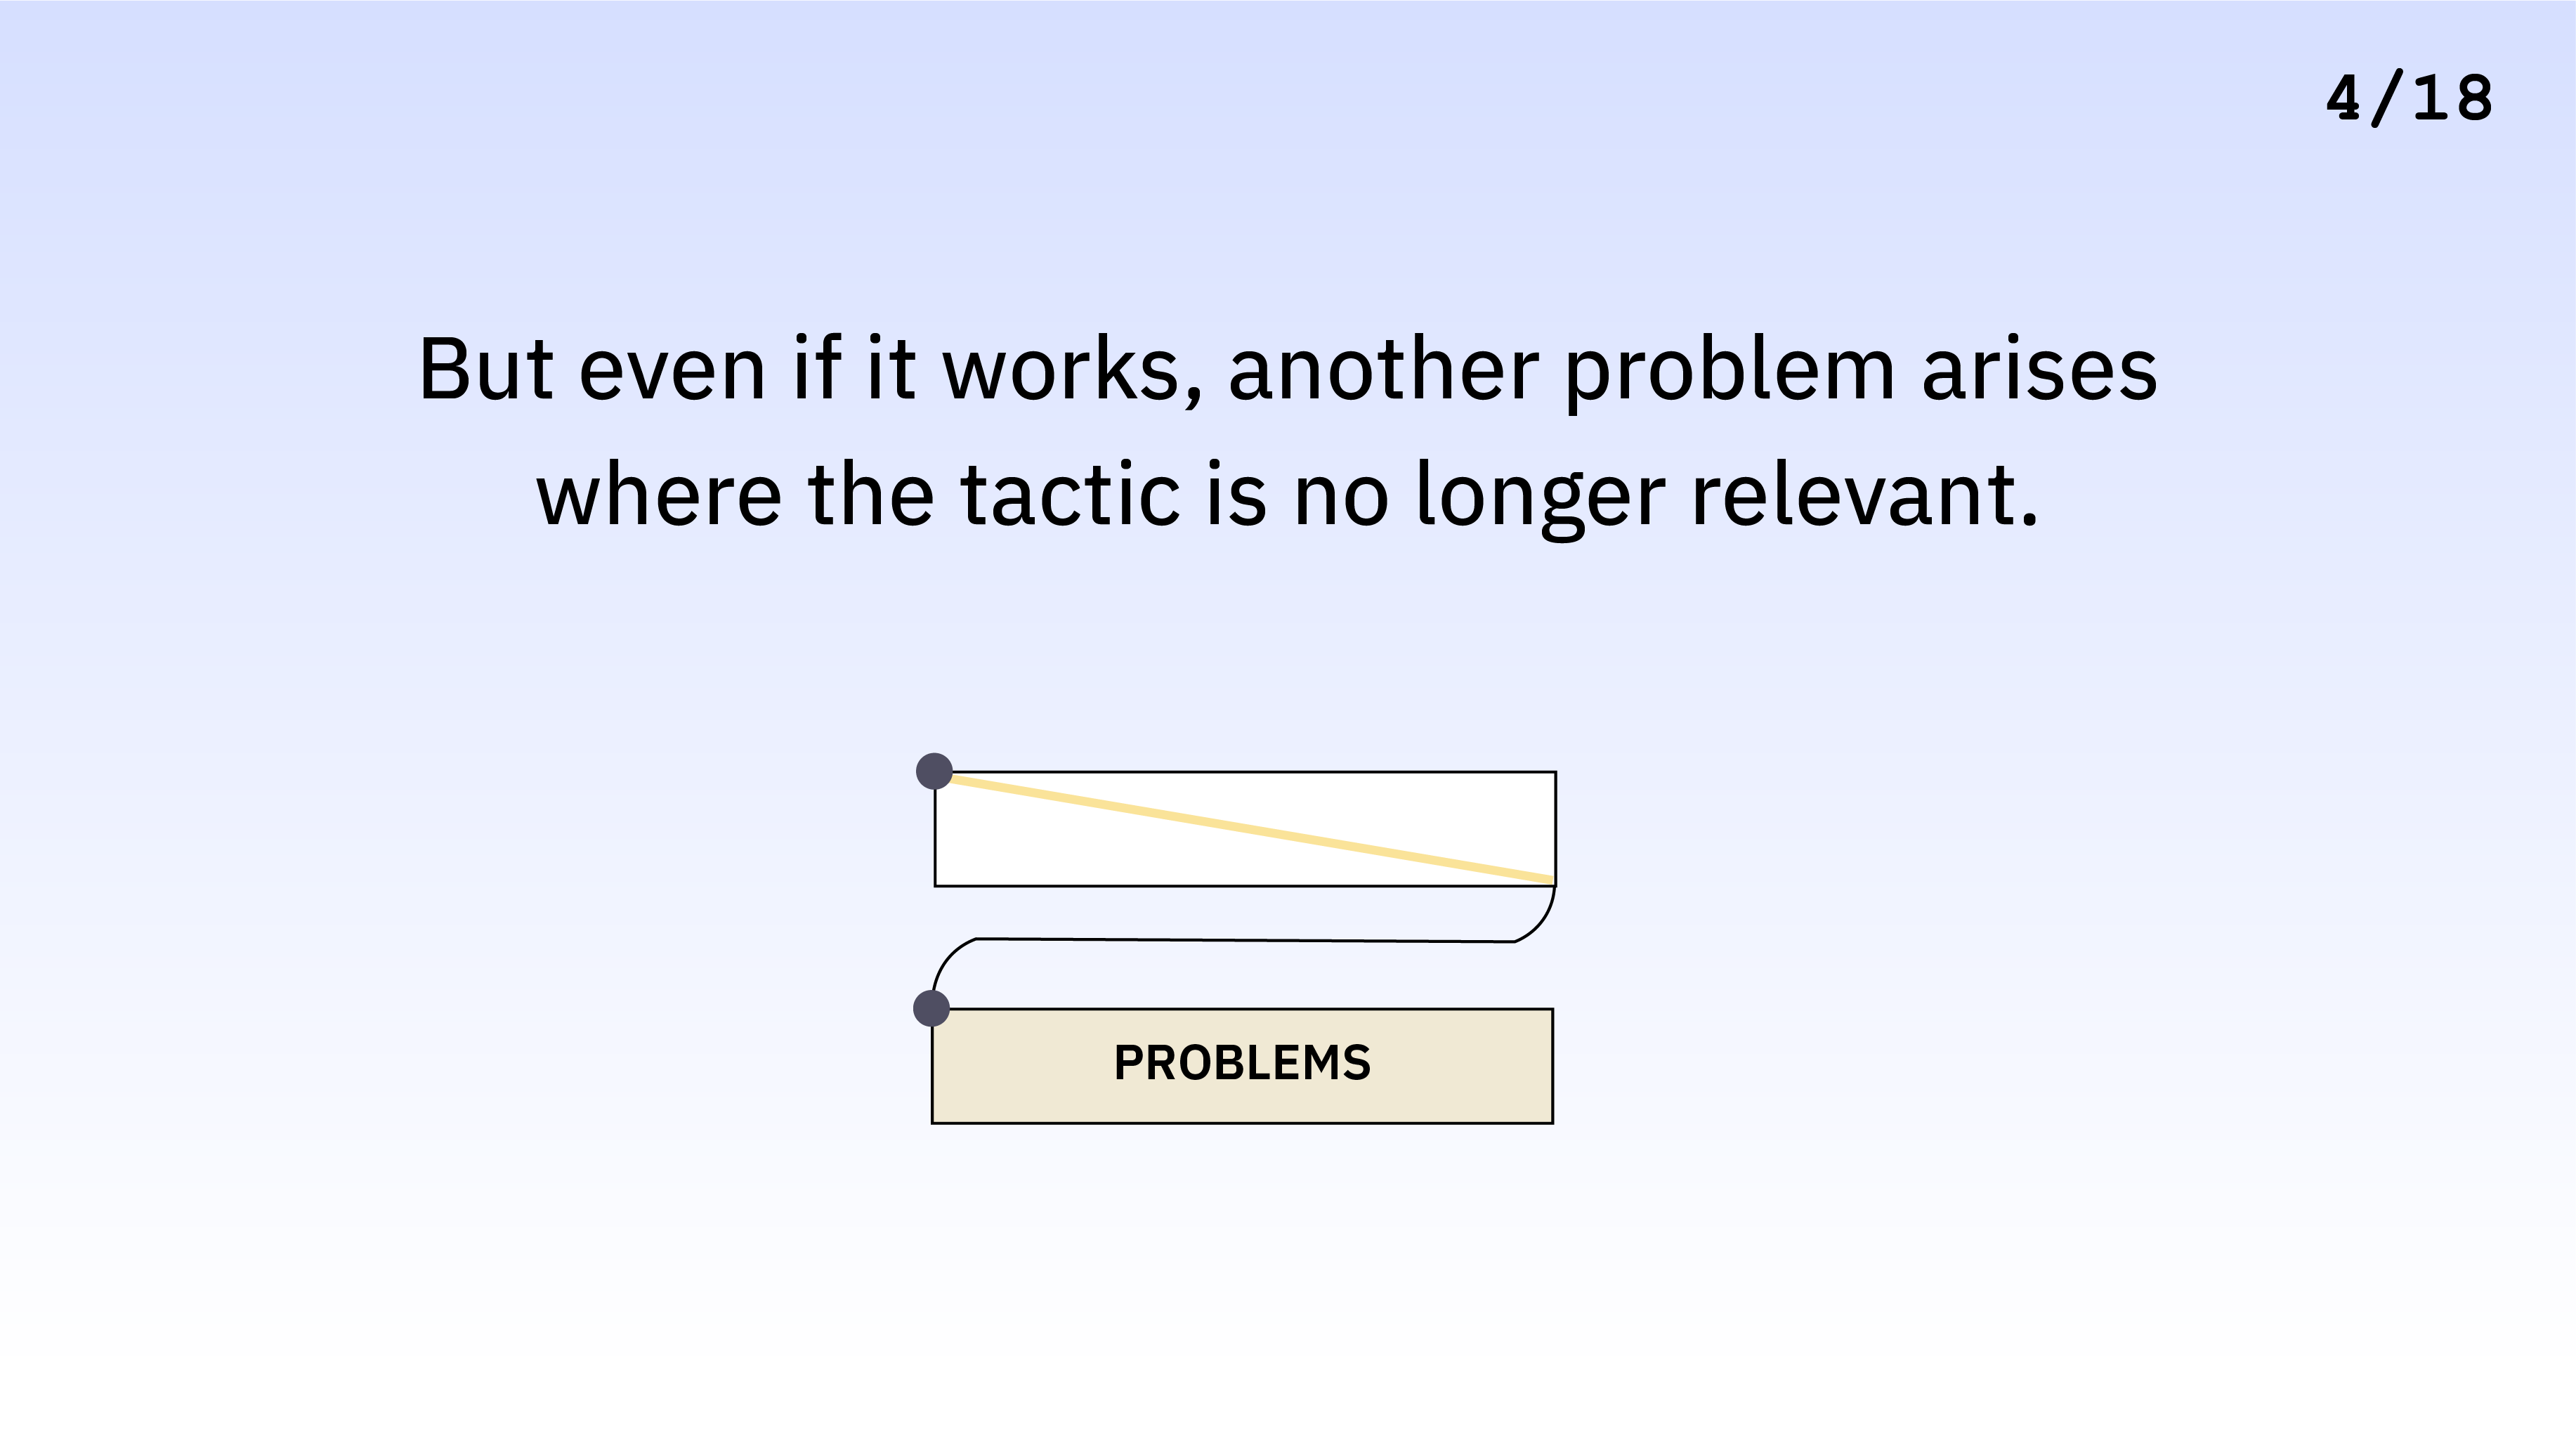 4/18
But even if it works, another problem arises
where the tactic is no longer relevant.
PROBLEMS